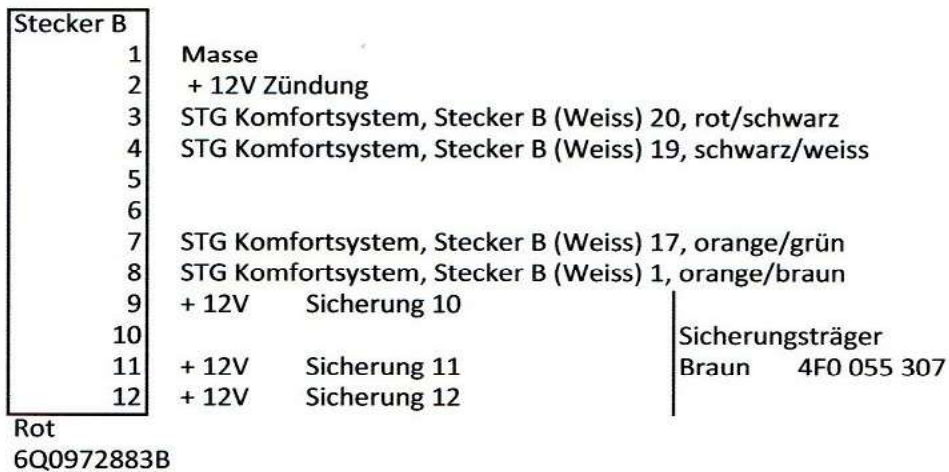 Stecker B
1 Masse
2 + 12V Zündung
3 STG Komfortsystem, Stecker B (Weiss) 20, rot/schwarz
4 STG Komfortsystem, Stecker B (Weiss) 19, schwarz/weiss
5
6
7 STG Komfortsystem, Stecker B (Weiss) 17, orange/grün
8 STG Komfortsystem, Stecker B (Weiss) 1, orange/braun
9 + 12V Sicherung 10
10 Sicherungsträger
11 + 12V Sicherung 11 Braun 4F0 055 307
12 + 12V Sicherung 12
Rot
6Q0972883B